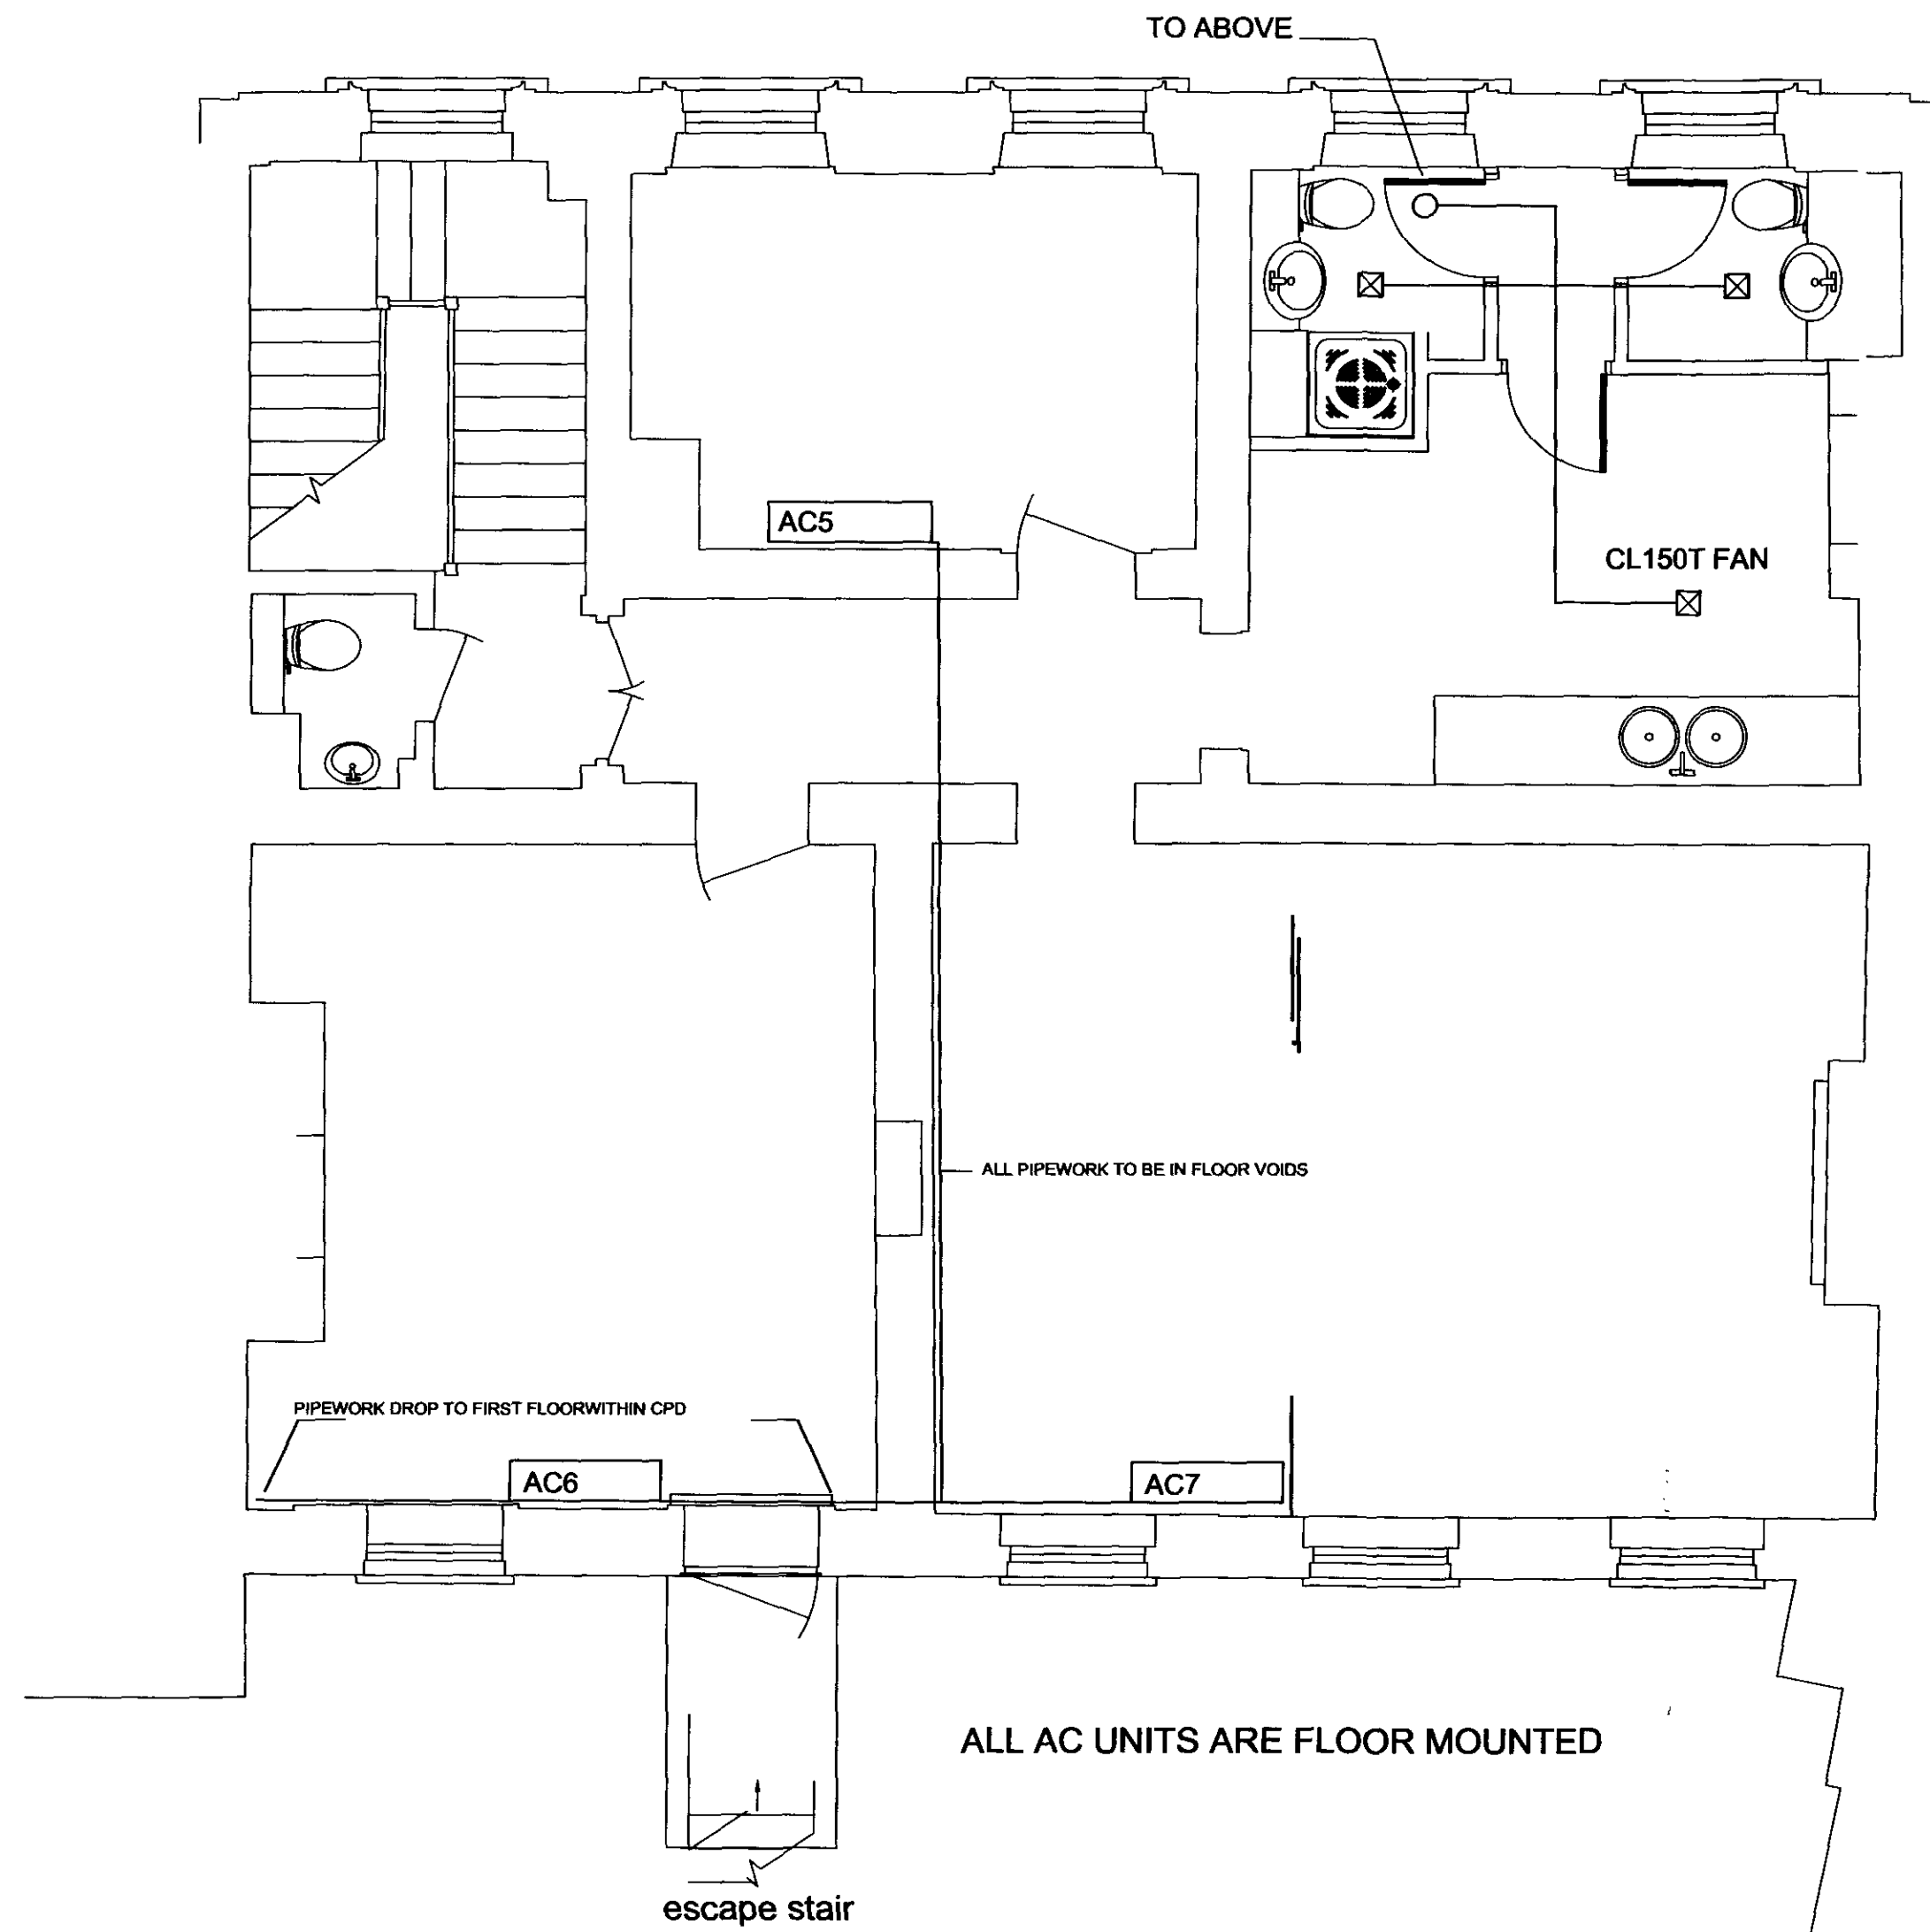 TO ABOVE
AC5
CL150T FAN
ALL PIPEWORK TO BE IN FLOOR VOIDS
PIPEWORK DROP TO FIRST FLOORWITHIN CPD
AC6
AC7
ALL AC UNITS ARE FLOOR MOUNTED
escape stair